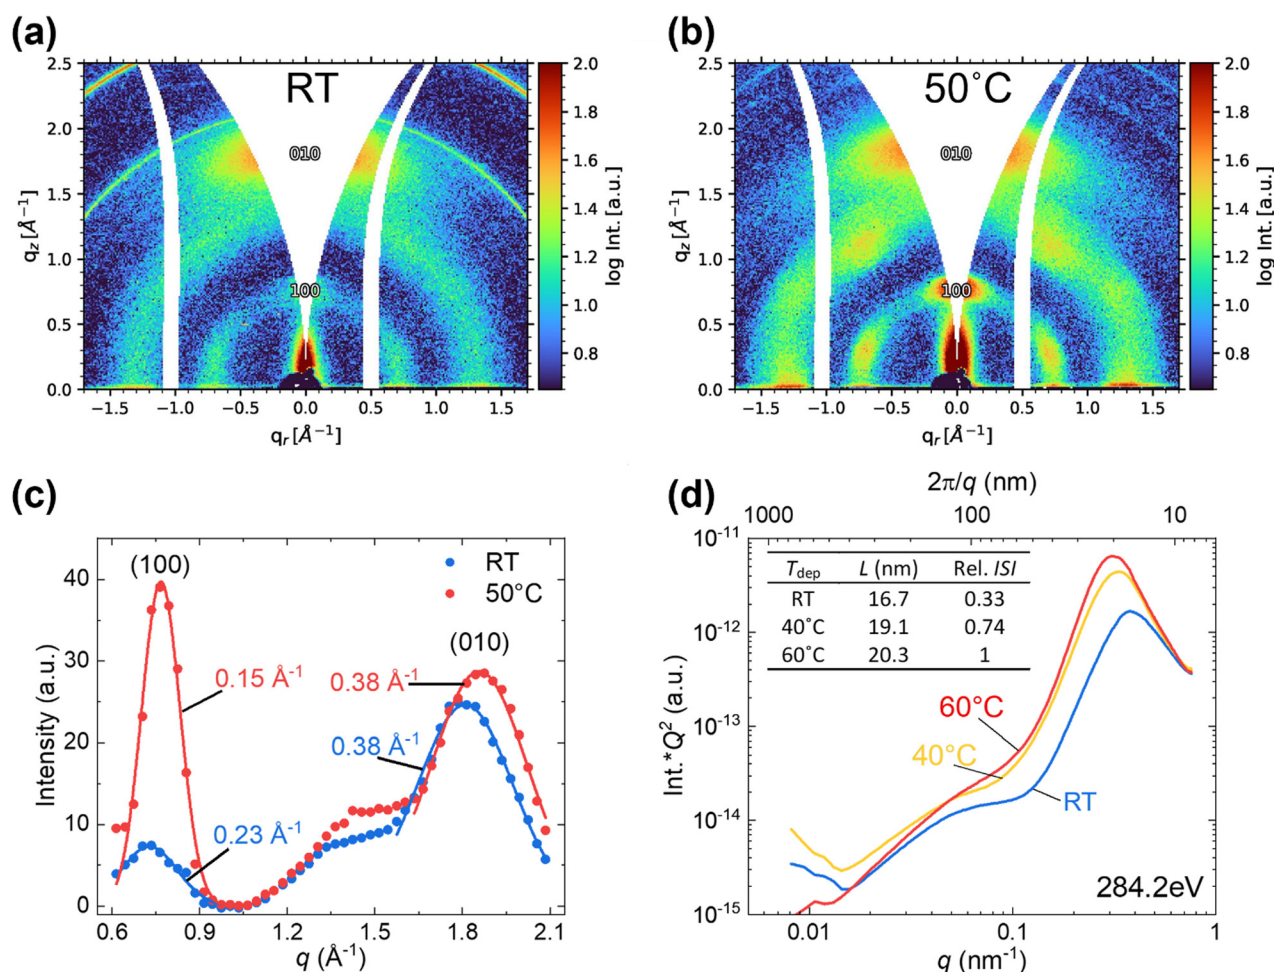 (a)
RT
010
100
2.5
2.0
1.5
1.0
0.5
0.0
q_z [Å⁻¹]
−1.5 −1.0 −0.5 0.0 0.5 1.0 1.5
q_r [Å⁻¹]
2.0
1.8
1.6
1.4
1.2
1.0
0.8
log Int. [a.u.]
(b)
50˚C
010
100
2.5
2.0
1.5
1.0
0.5
0.0
q_z [Å⁻¹]
−1.5 −1.0 −0.5 0.0 0.5 1.0 1.5
q_r [Å⁻¹]
2.0
1.8
1.6
1.4
1.2
1.0
0.8
log Int. [a.u.]
(c)
(100)
RT
50°C
(010)
0.15 Å⁻¹
0.38 Å⁻¹
0.38 Å⁻¹
0.23 Å⁻¹
40
30
20
10
0
Intensity (a.u.)
0.6 0.9 1.2 1.5 1.8 2.1
q (Å⁻¹)
(d)
2π/q (nm)
1000 100 10
10⁻¹¹
10⁻¹²
10⁻¹³
10⁻¹⁴
10⁻¹⁵
Int.*Q² (a.u.)
T_dep L (nm) Rel. ISI
RT 16.7 0.33
40˚C 19.1 0.74
60˚C 20.3 1
60°C
40°C
RT
284.2eV
0.01 0.1 1
q (nm⁻¹)